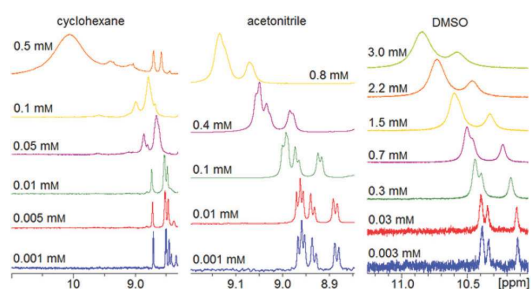 cyclohexane
0.5 mM
0.1 mM
0.05 mM
0.01 mM
0.005 mM
0.001 mM
10 9.0
acetonitrile
0.8 mM
0.4 mM
0.1 mM
0.01 mM
0.001 mM
9.1 9.0 8.9
DMSO
3.0 mM
2.2 mM
1.5 mM
0.7 mM
0.3 mM
0.03 mM
0.003 mM
11.0 10.5 [ppm]